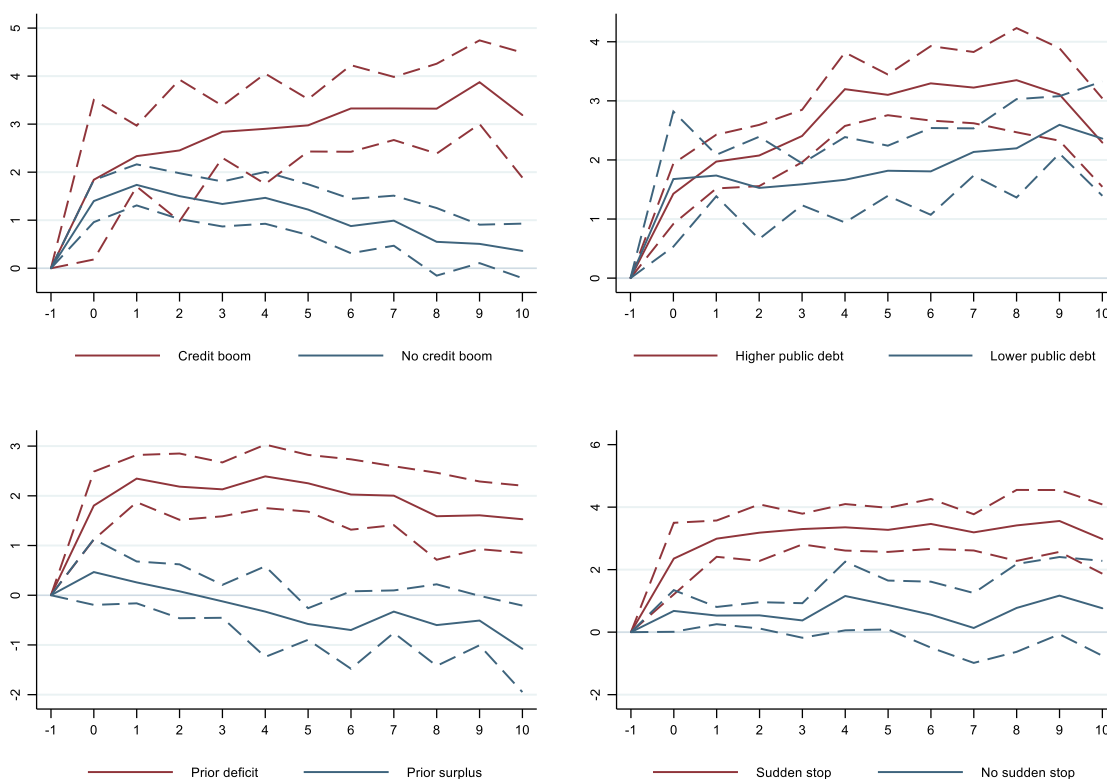 5
4
3
2
1
0
-1 0 1 2 3 4 5 6 7 8 9 10
Credit boom No credit boom
4
3
2
1
0
-1 0 1 2 3 4 5 6 7 8 9 10
Higher public debt Lower public debt
3
2
1
0
-1
-2
-1 0 1 2 3 4 5 6 7 8 9 10
Prior deficit Prior surplus
6
4
2
0
-2
-1 0 1 2 3 4 5 6 7 8 9 10
Sudden stop No sudden stop